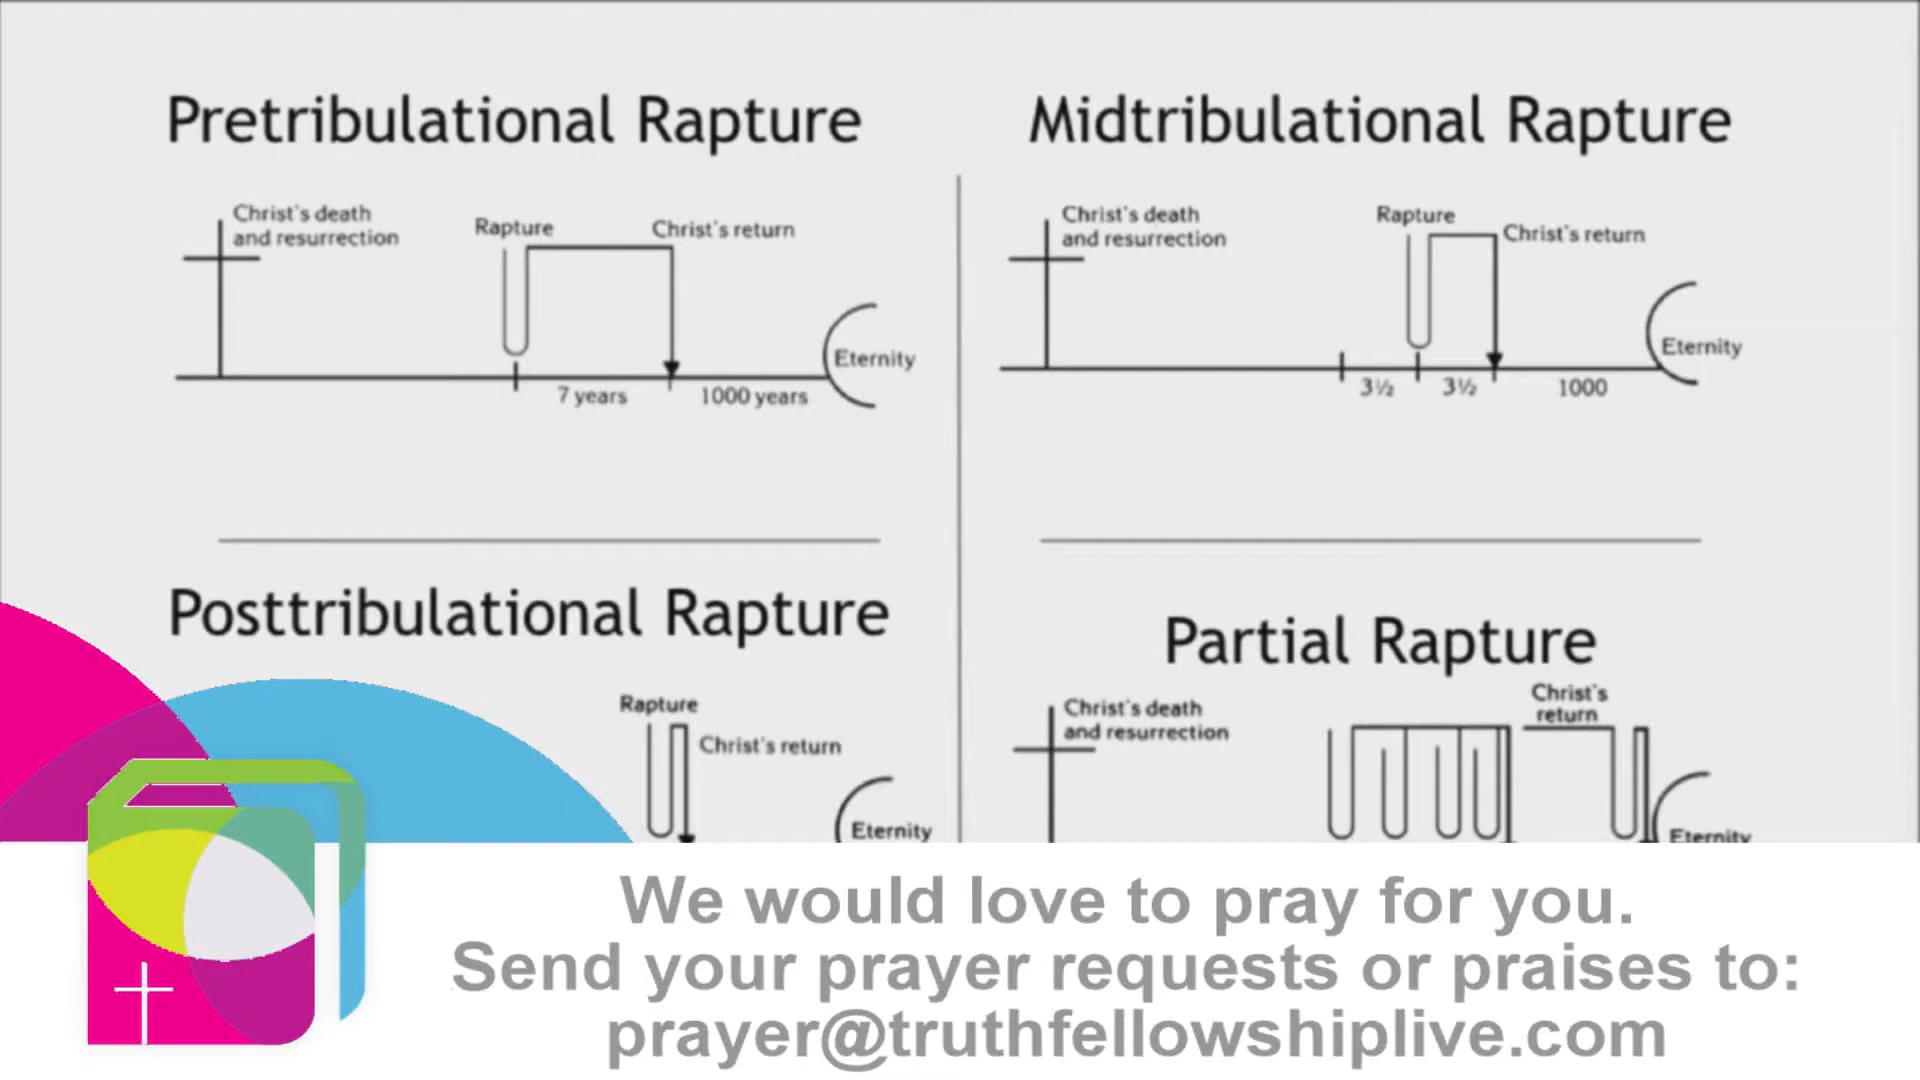 Pretribulational Rapture
Christ's death
and resurrection
Rapture
Christ's return
Eternity
7 years
1000 years
Midtribulational Rapture
Christ's death
and resurrection
Rapture
Christ's return
Eternity
3½
3½
1000
Posttribulational Rapture
Rapture
Christ's return
Eternity
Partial Rapture
Christ's death
and resurrection
Christ's
return
Eternity
We would love to pray for you.
Send your prayer requests or praises to:
prayer@truthfellowshiplive.com